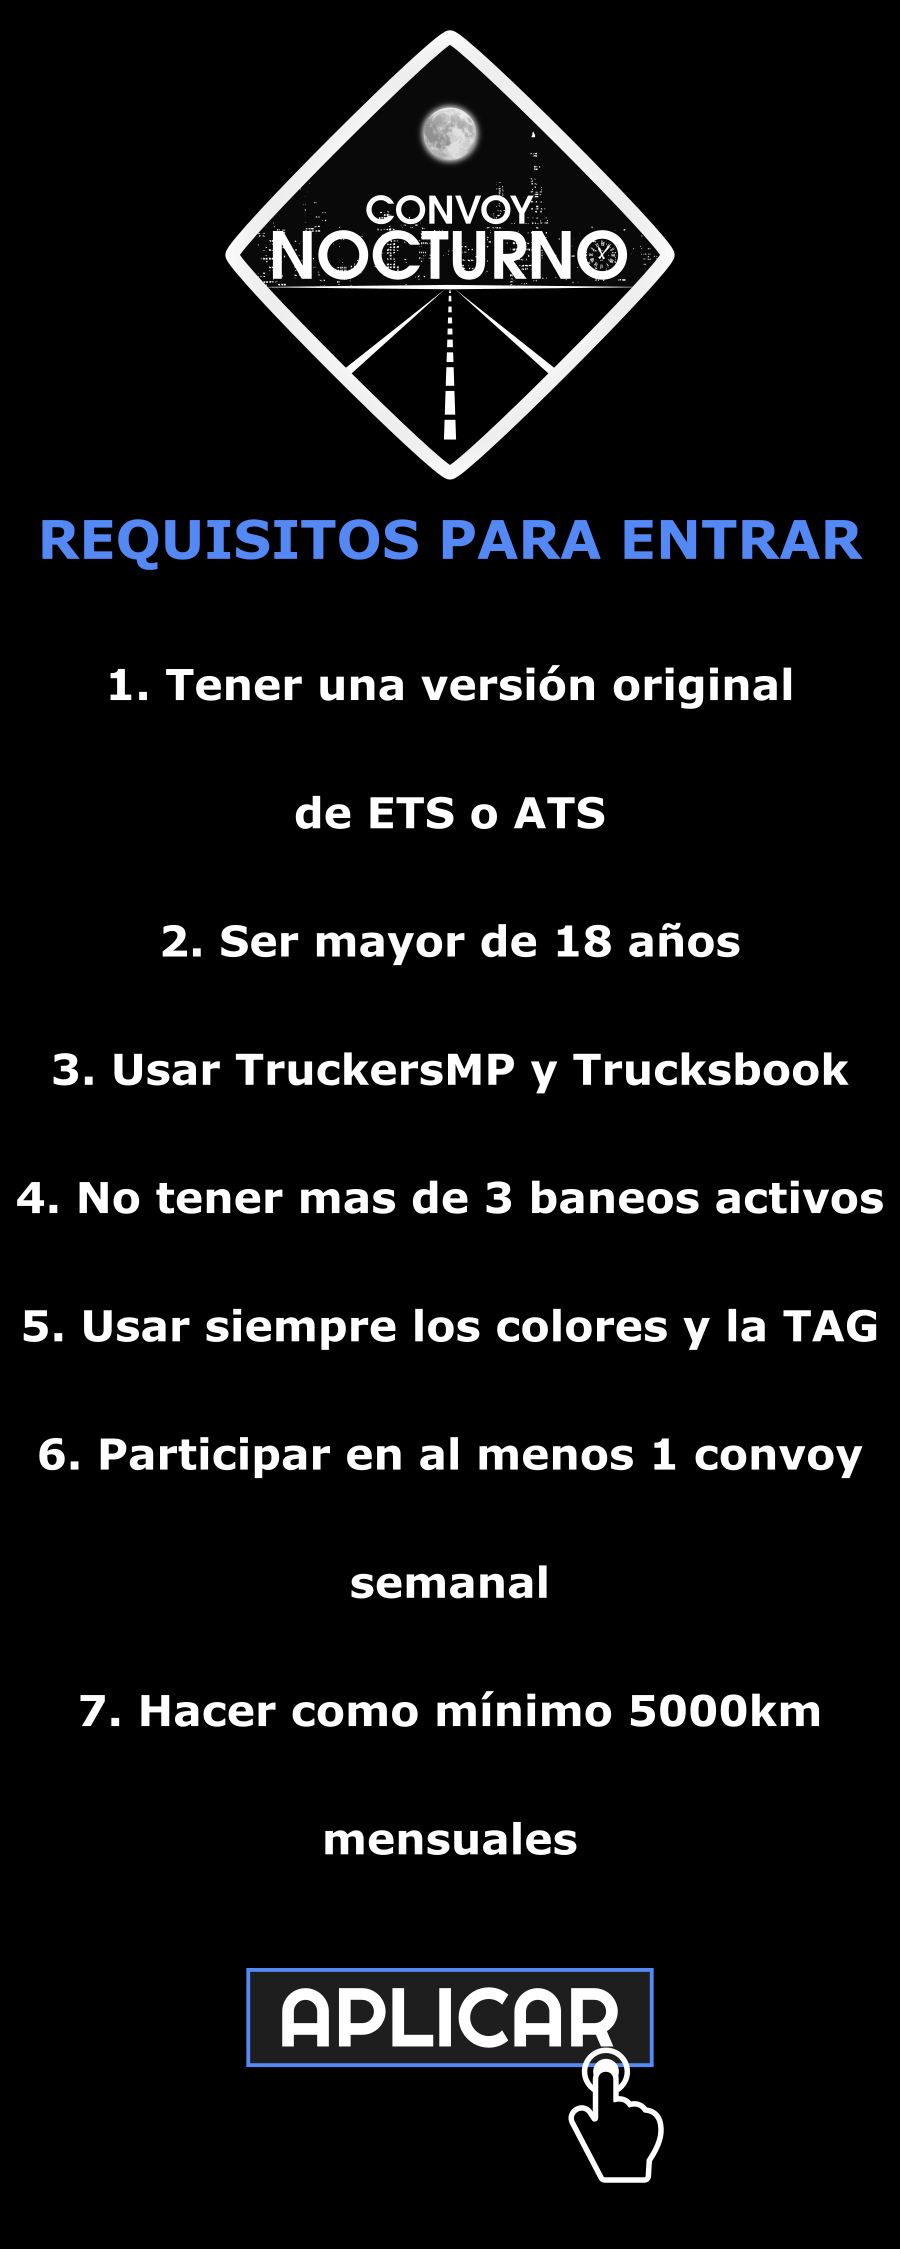 CONVOY
NOCTURNO
REQUISITOS PARA ENTRAR
1. Tener una versión original
de ETS o ATS
2. Ser mayor de 18 años
3. Usar TruckersMP y Trucksbook
4. No tener mas de 3 baneos activos
5. Usar siempre los colores y la TAG
6. Participar en al menos 1 convoy
semanal
7. Hacer como mínimo 5000km
mensuales
APLICAR